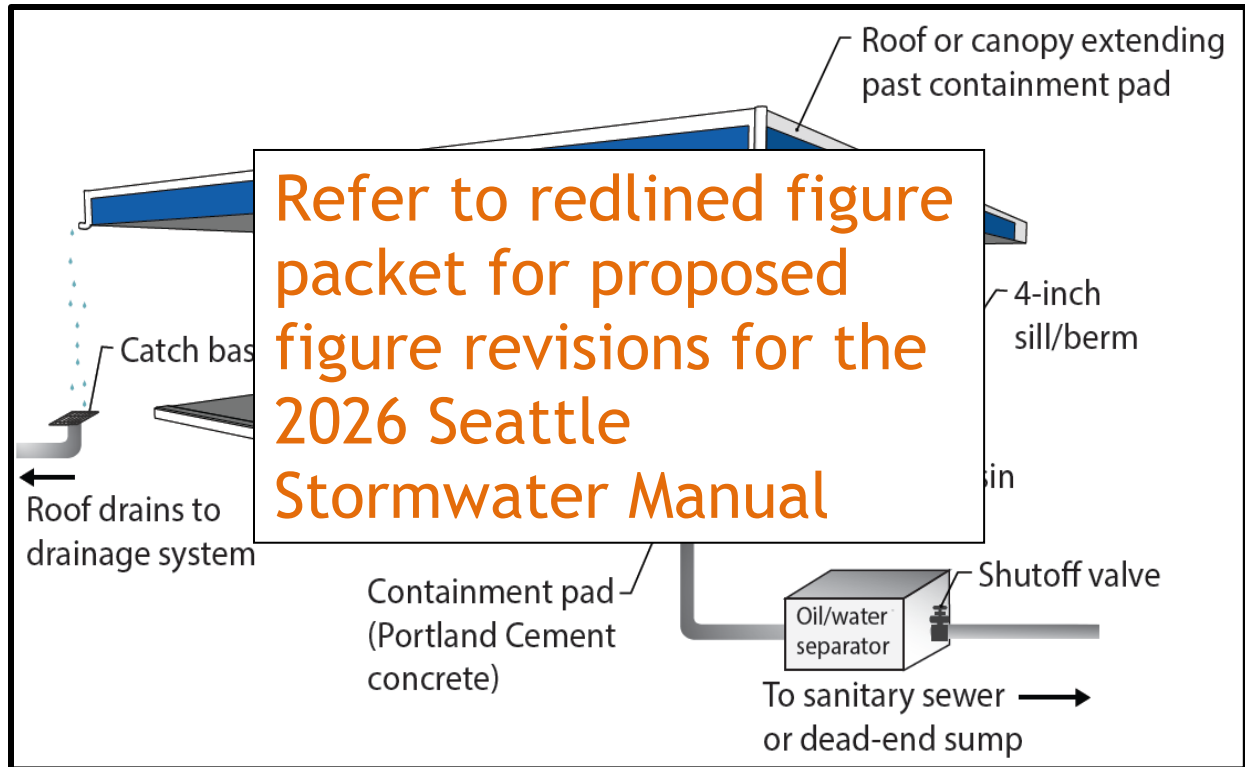 Roof or canopy extending
past containment pad
Refer to redlined figure
packet for proposed
figure revisions for the
2026 Seattle
Stormwater Manual
4-inch
sill/berm
Catch
Roof drains to
drainage system
Containment pad
(Portland Cement
concrete)
Shutoff valve
Oil/water
separator
To sanitary sewer
or dead-end sump